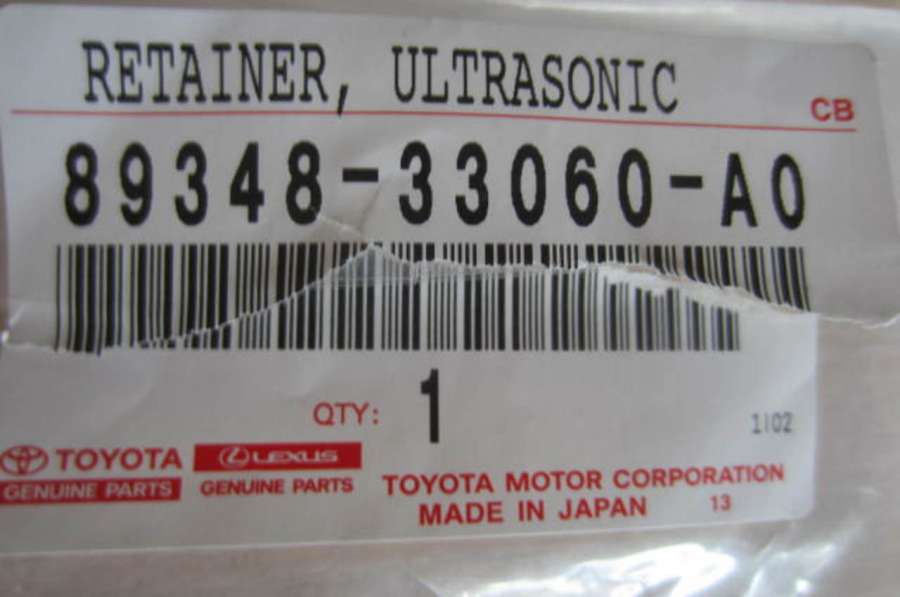 RETAINER, ULTRASONIC
CB
89348-33060-A0
QTY: 1
1102
TOYOTA LEXUS
GENUINE PARTS GENUINE PARTS
TOYOTA MOTOR CORPORATION
MADE IN JAPAN 13